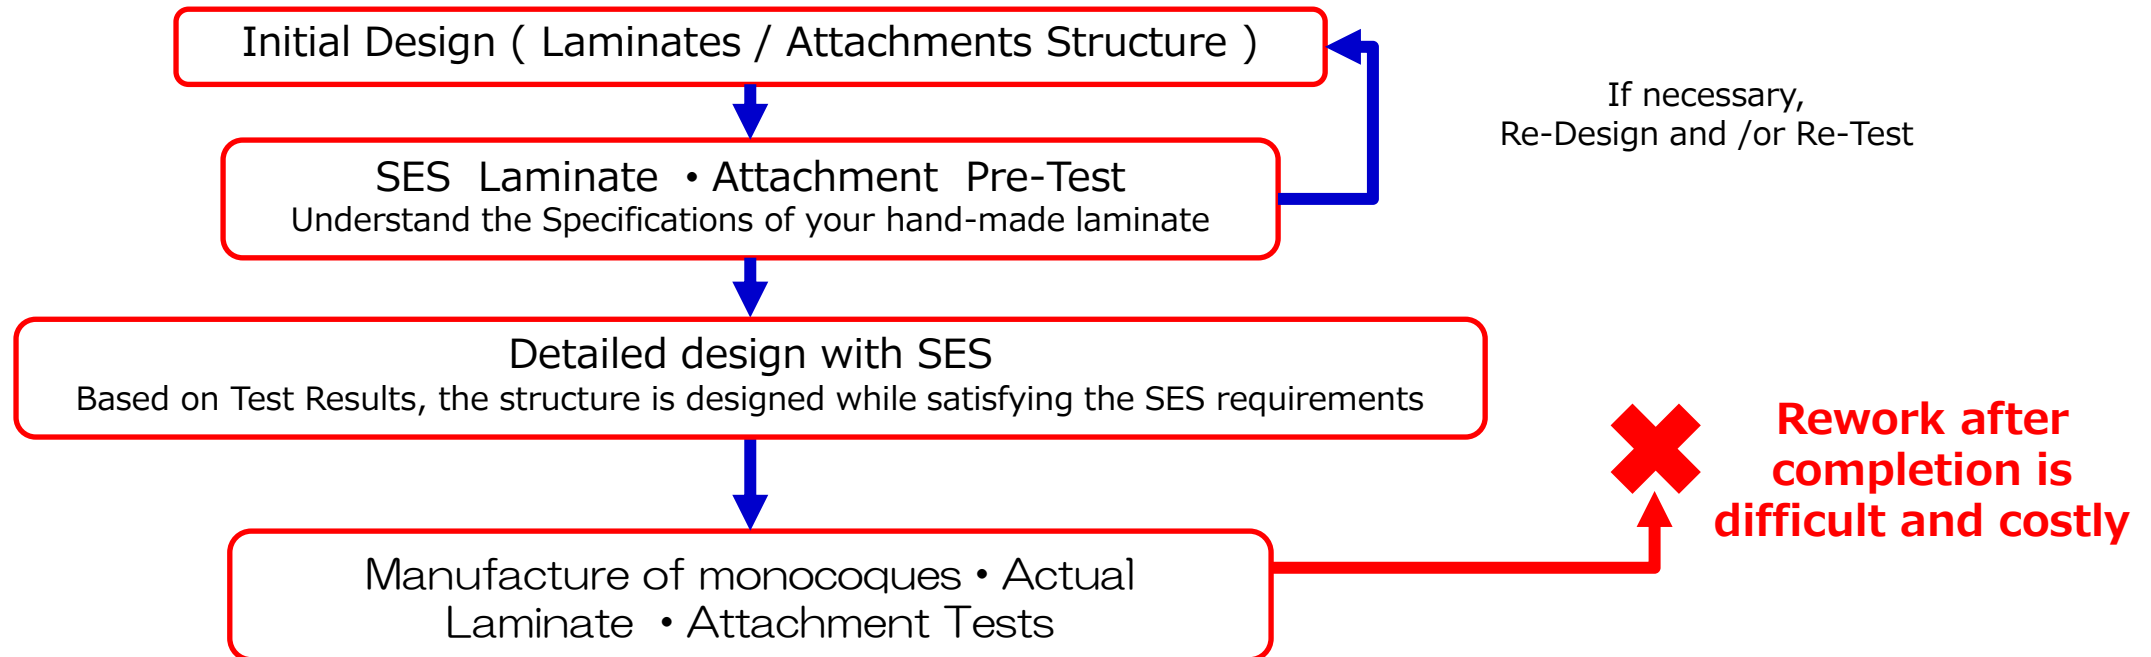 Initial Design ( Laminates / Attachments Structure )
If necessary,
Re-Design and /or Re-Test
SES Laminate ・Attachment Pre-Test
Understand the Specifications of your hand-made laminate
Detailed design with SES
Based on Test Results, the structure is designed while satisfying the SES requirements
Rework after
completion is
difficult and costly
Manufacture of monocoques・Actual
Laminate ・Attachment Tests